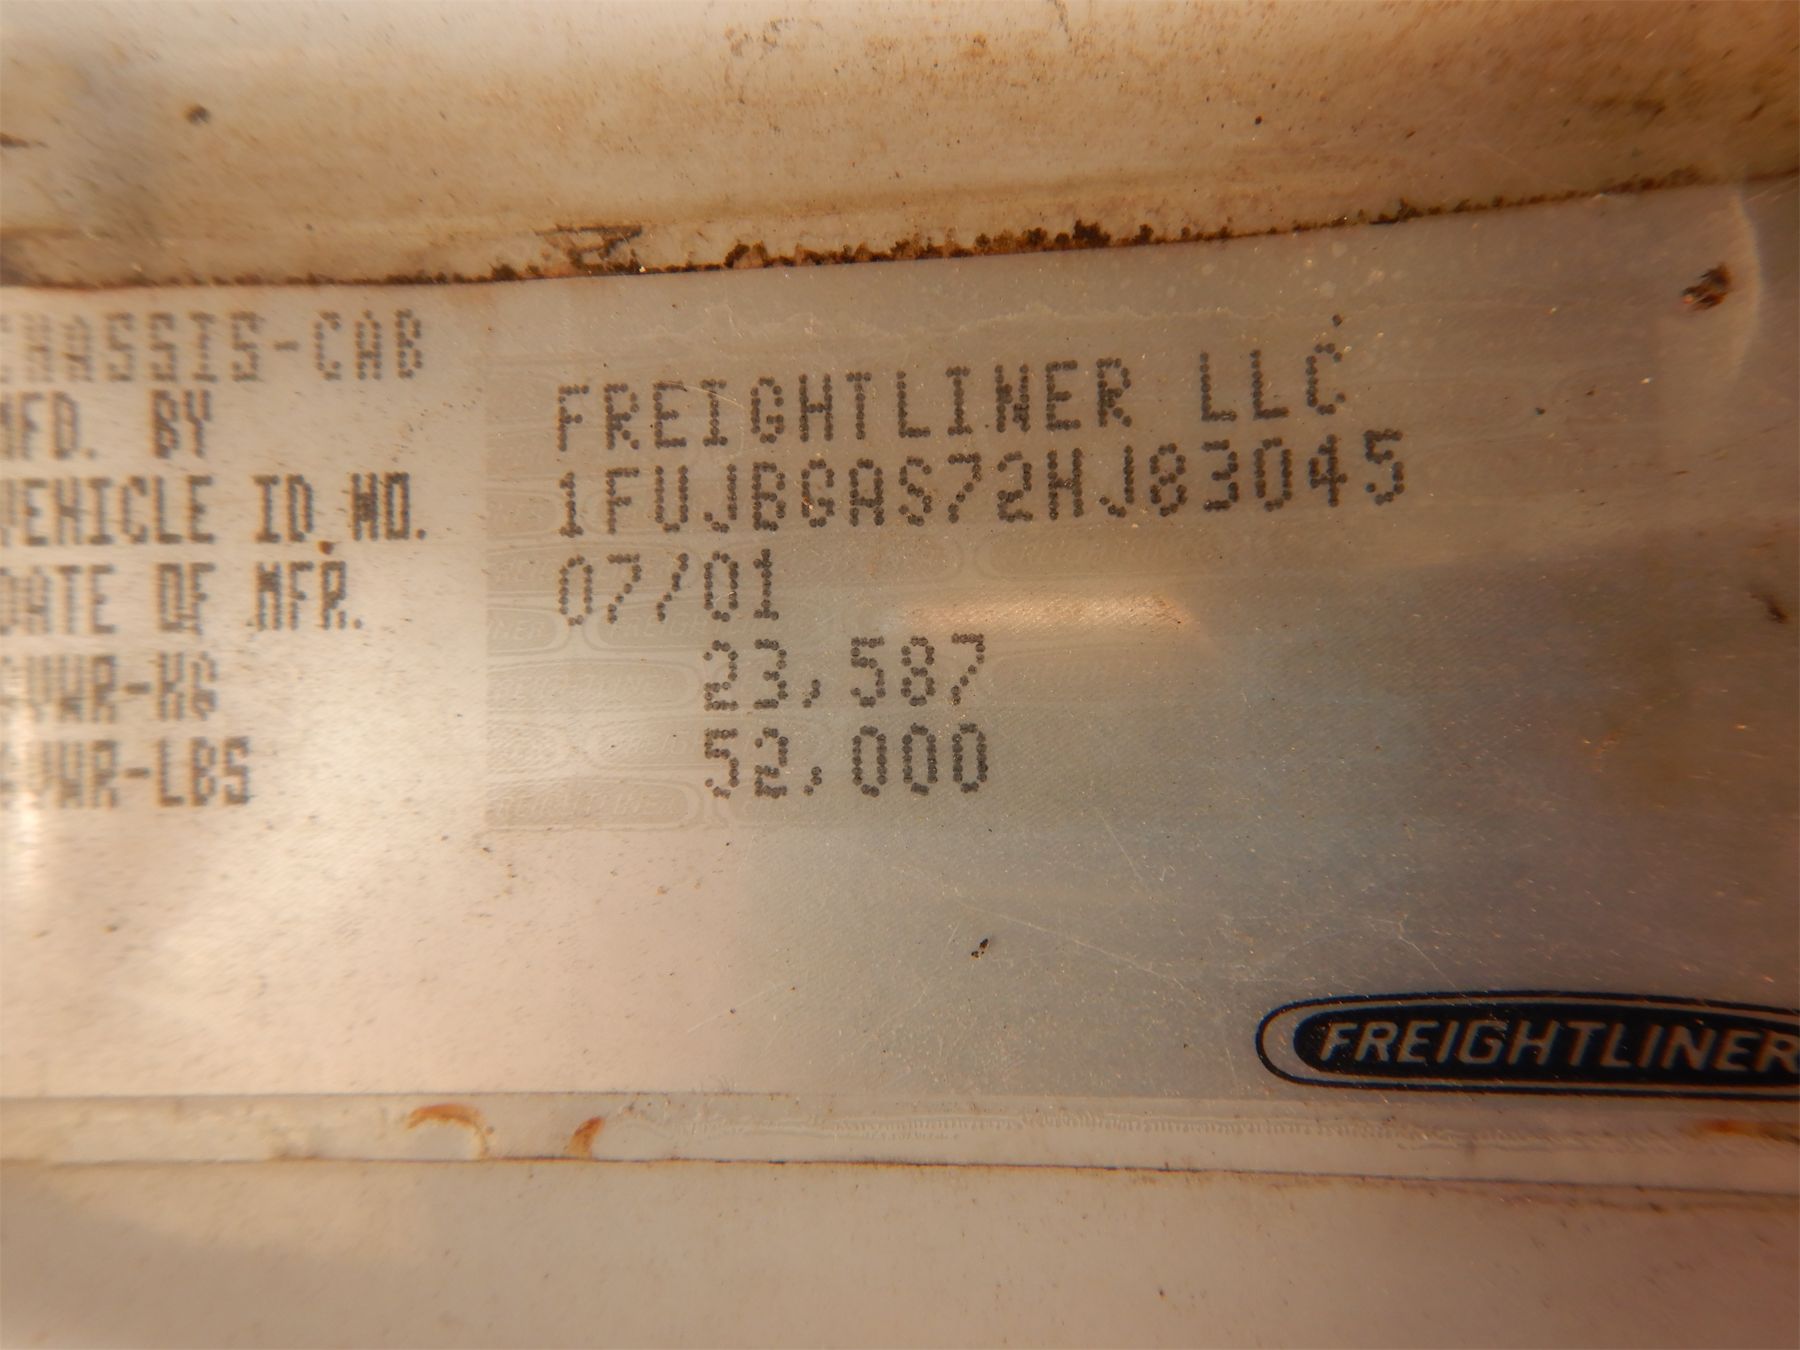 CHASSIS-CAB
MFD. BY FREIGHTLINER LLC
VEHICLE ID NO. 1FUJBGAS72HJ83045
DATE OF MFR. 07/01
GVWR-KG 23,587
GVWR-LBS 52,000
FREIGHTLINER